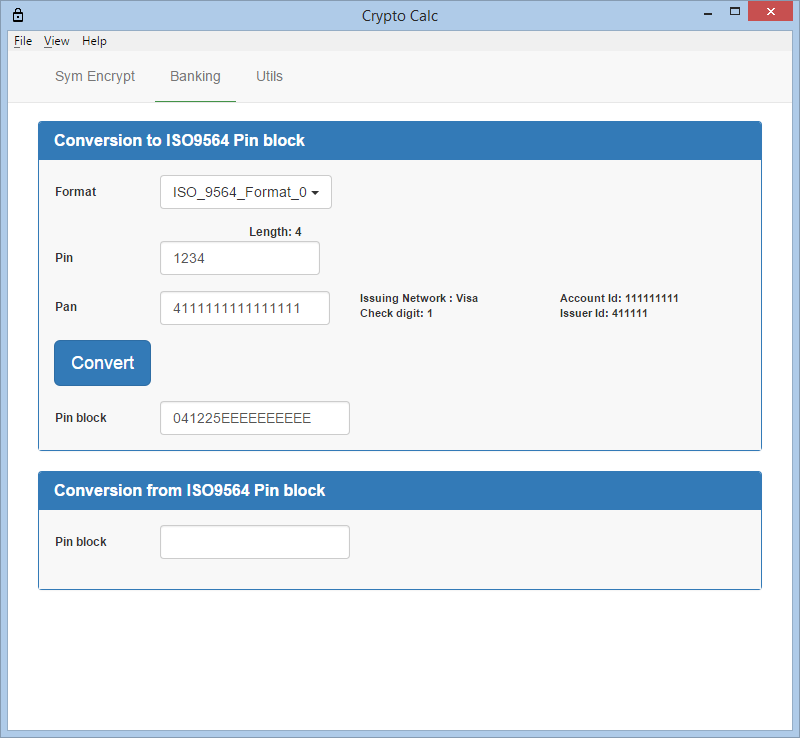 Crypto Calc
File View Help
Sym Encrypt Banking Utils
Conversion to ISO9564 Pin block
Format ISO_9564_Format_0
Length: 4
Pin 1234
Pan 4111111111111111 Issuing Network : Visa Account Id: 111111111
Check digit: 1 Issuer Id: 411111
Convert
Pin block 041225EEEEEEEEEE
Conversion from ISO9564 Pin block
Pin block